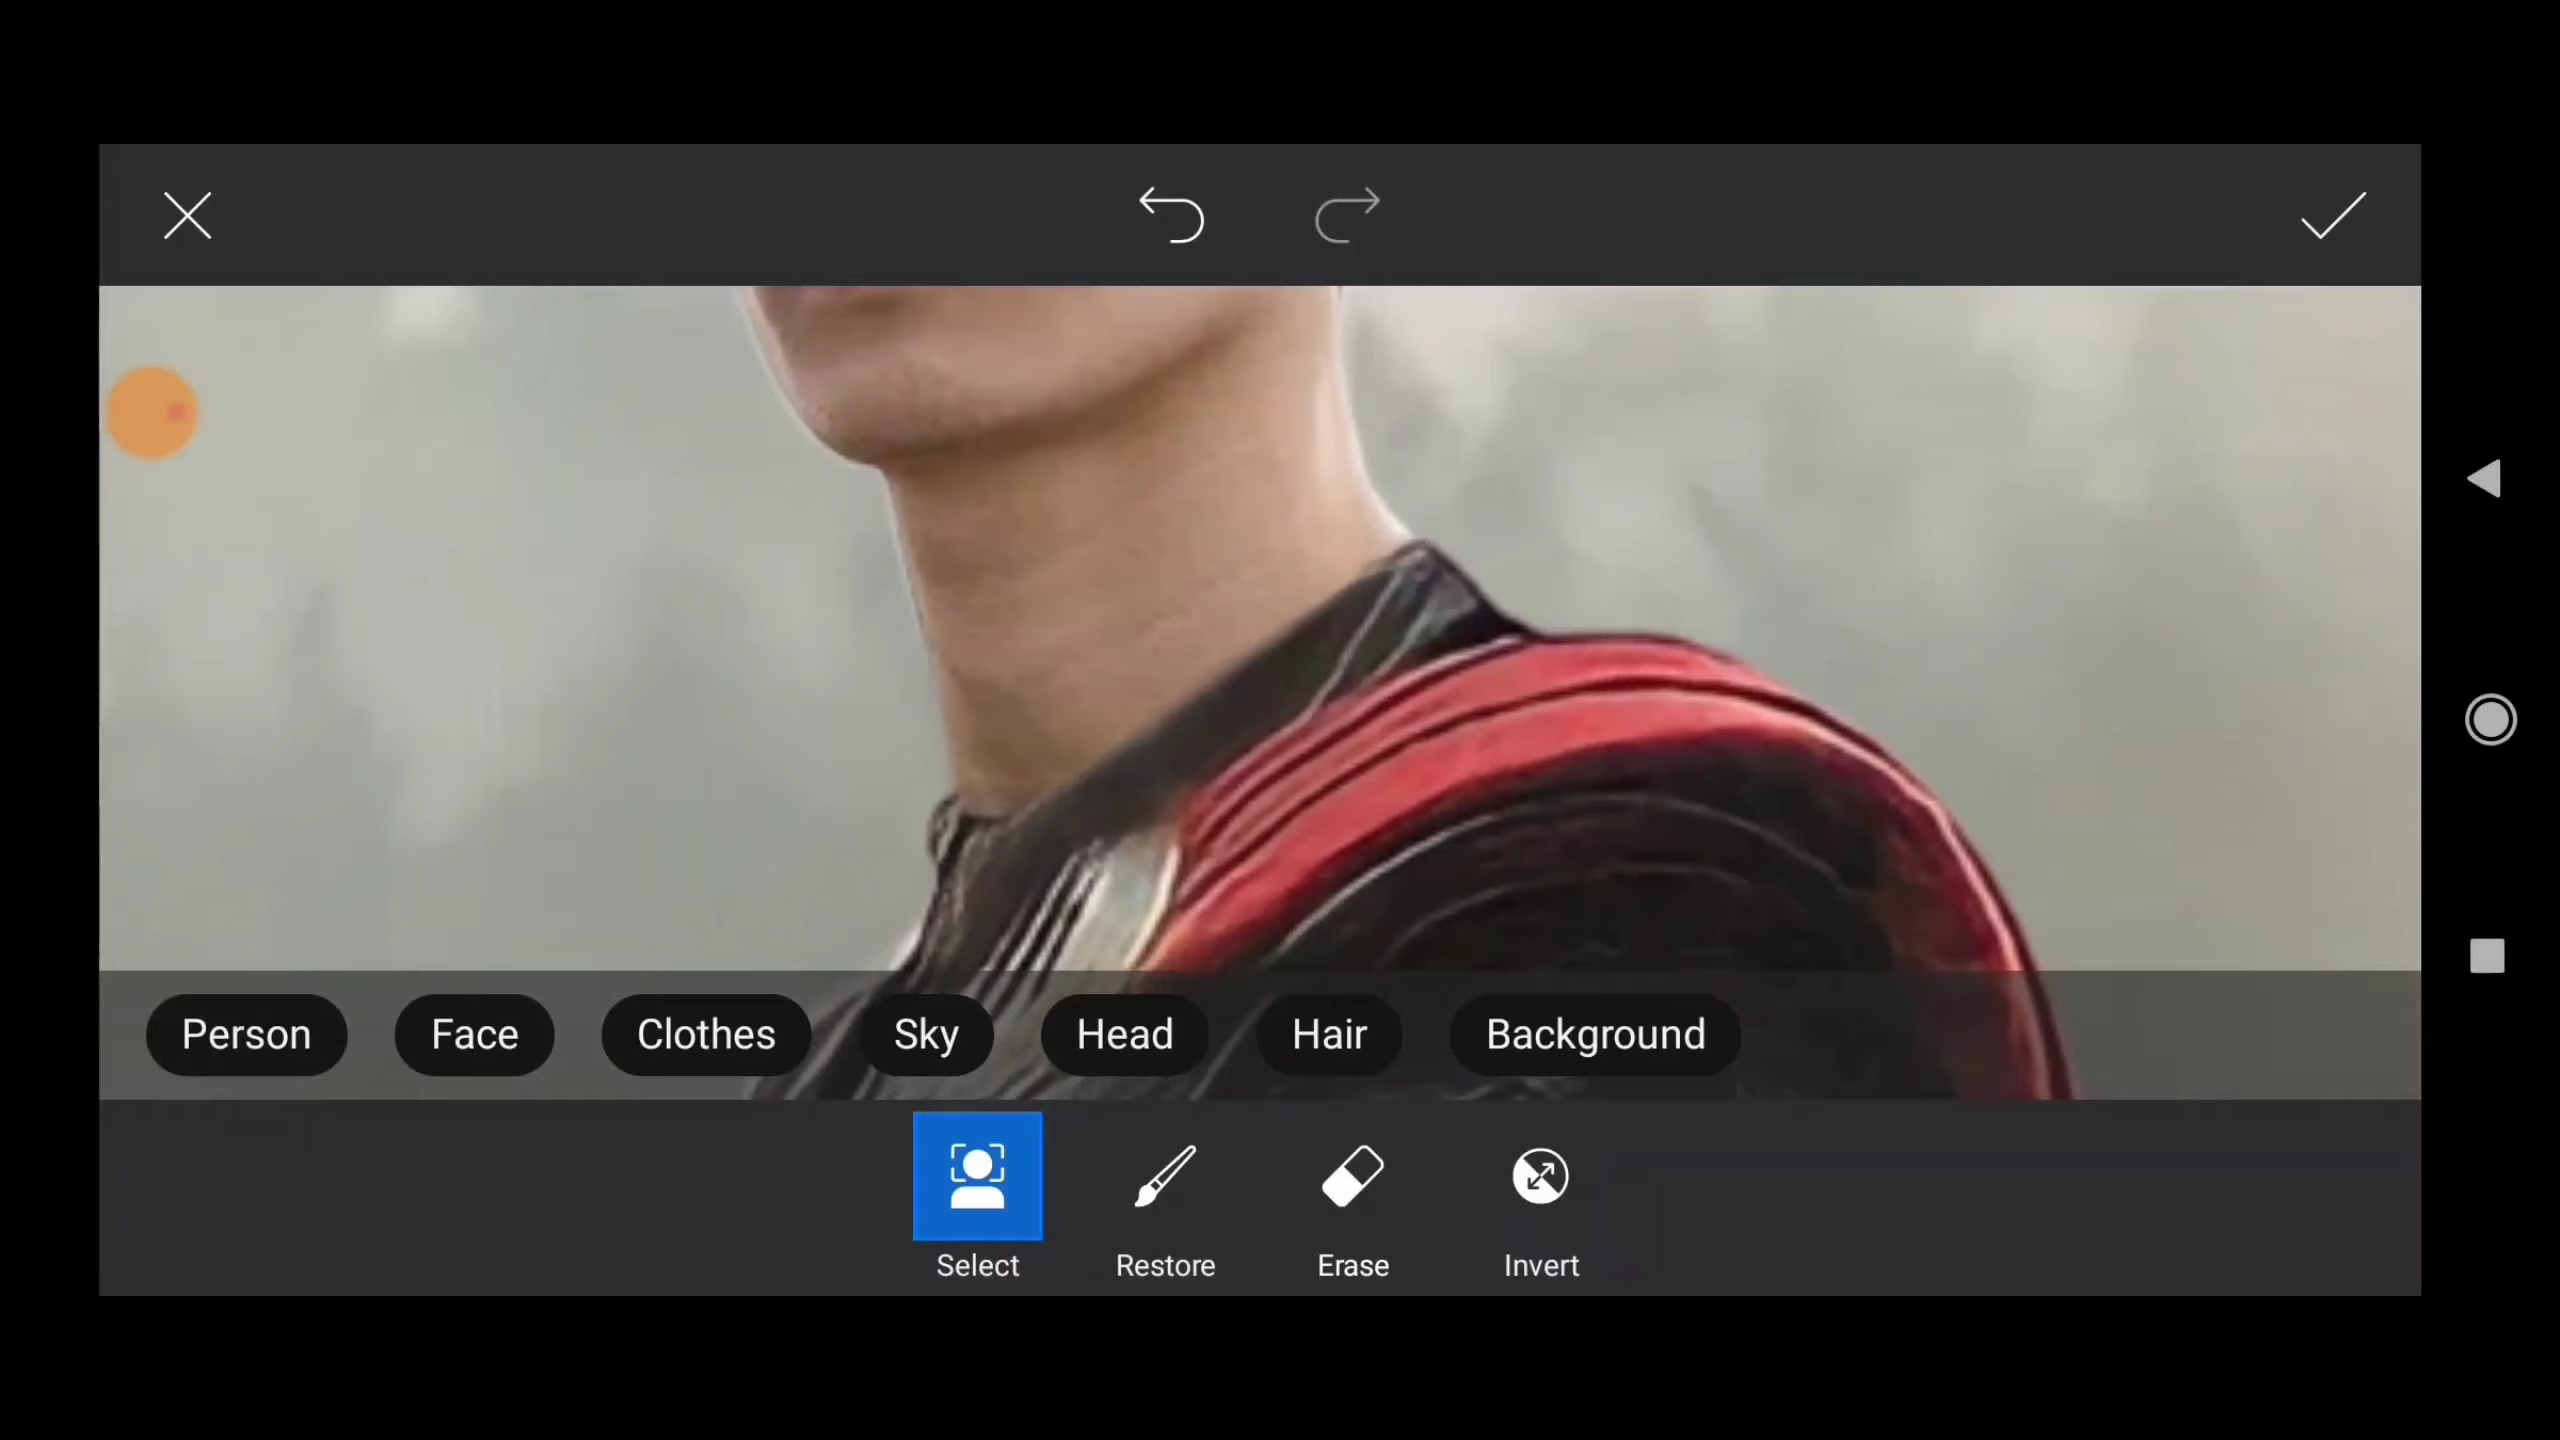 Person Face Clothes Sky Head Hair Background
Select Restore Erase Invert